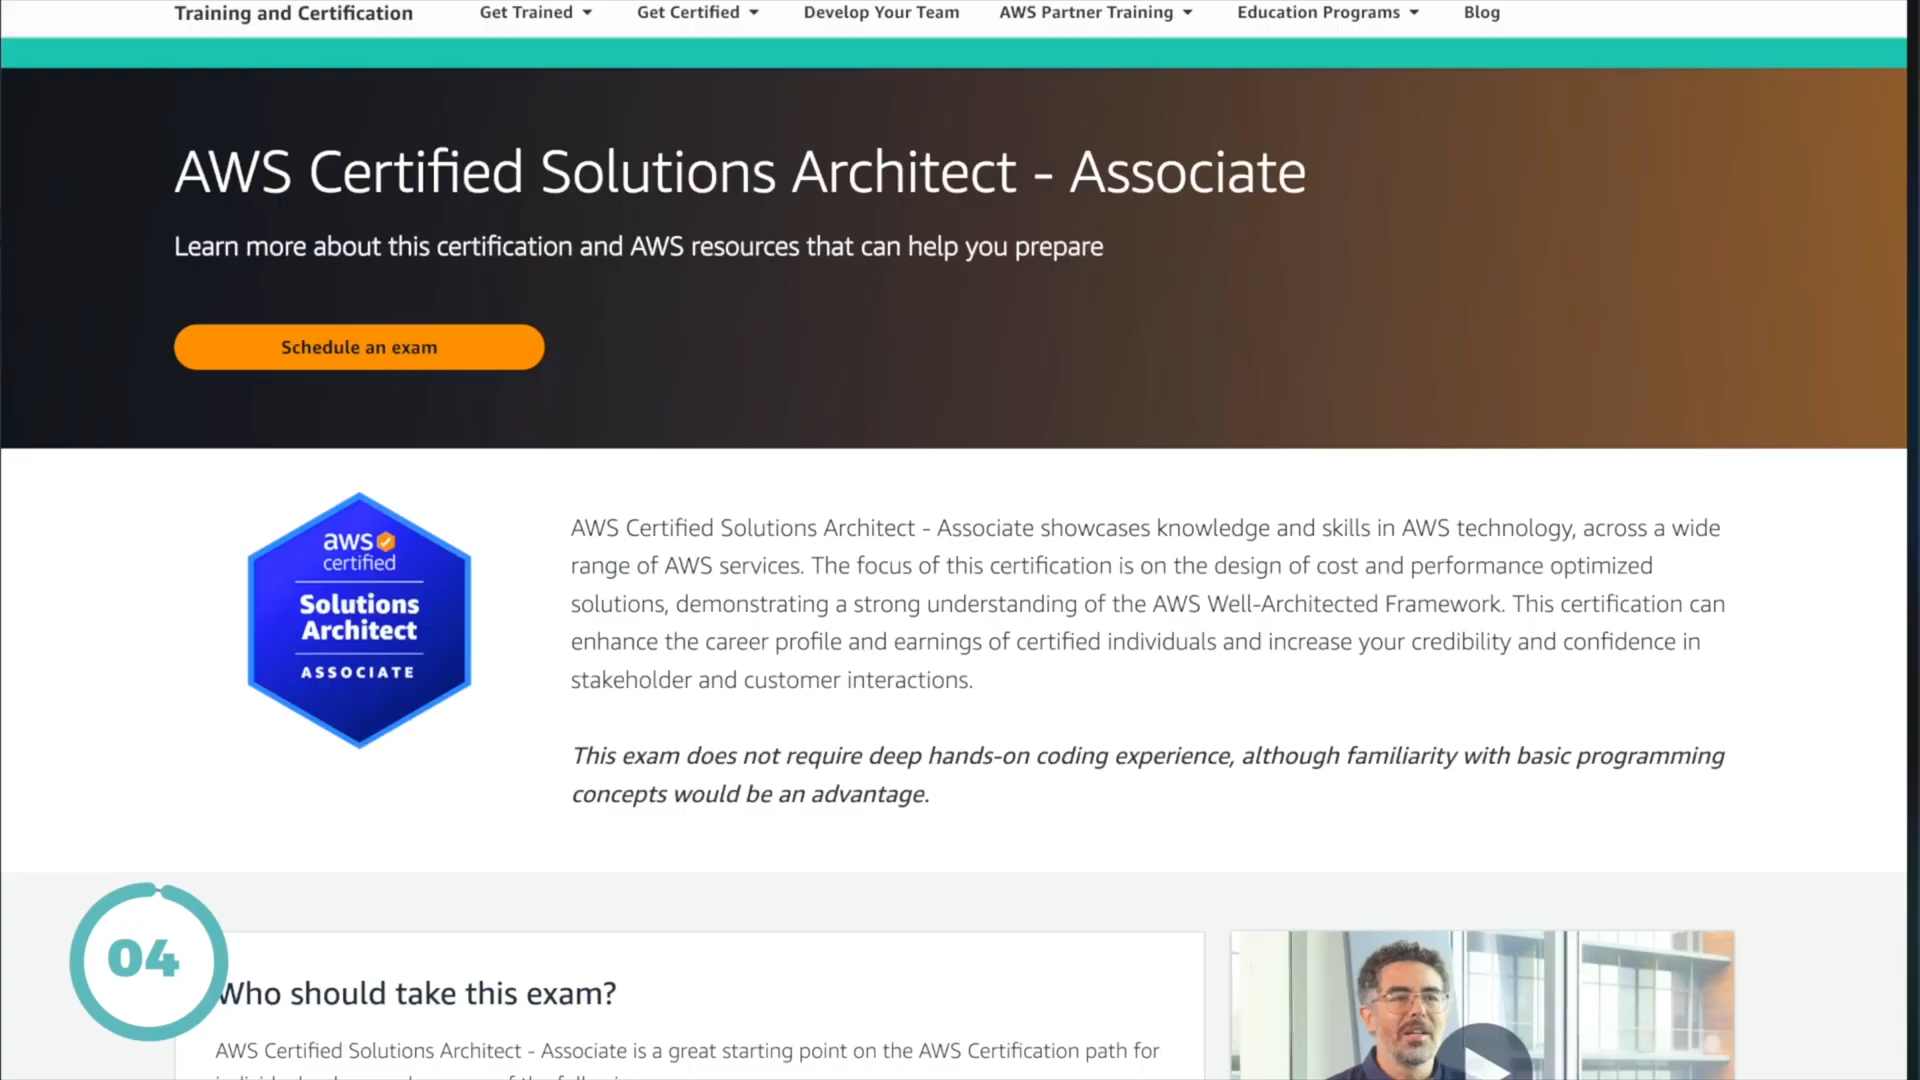 Training and Certification
Get Trained
Get Certified
Develop Your Team
AWS Partner Training
Education Programs
Blog
AWS Certified Solutions Architect - Associate
Learn more about this certification and AWS resources that can help you prepare
Schedule an exam
aws
certified
Solutions
Architect
ASSOCIATE
AWS Certified Solutions Architect - Associate showcases knowledge and skills in AWS technology, across a wide
range of AWS services. The focus of this certification is on the design of cost and performance optimized
solutions, demonstrating a strong understanding of the AWS Well-Architected Framework. This certification can
enhance the career profile and earnings of certified individuals and increase your credibility and confidence in
stakeholder and customer interactions.
This exam does not require deep hands-on coding experience, although familiarity with basic programming
concepts would be an advantage.
04
Who should take this exam?
AWS Certified Solutions Architect - Associate is a great starting point on the AWS Certification path for